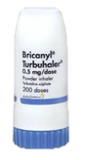 Bricanyl®
Turbuhaler®
0.5 mg/dose
Powder inhaler
200 doses